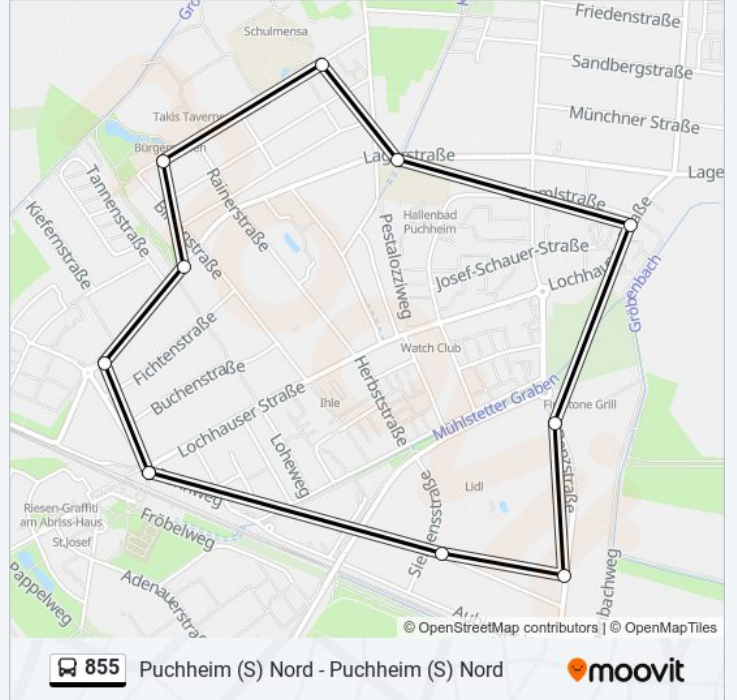 Friedenstraße
Schulmensa
Sandbergstraße
Münchner Straße
Takis Taverne
Lagerstraße
Lage
Tannenstraße
Rainerstraße
Kiefernstraße
Hallenbad
Puchheim
Pestalozziweg
Josef-Schauer-Straße
Gröbenbach
Fichtenstraße
Watch Club
Buchenstraße
Herbststraße
Lochhauser Straße
Ihle
Mühlstetter Graben
Loheweg
Lidl
Riesen-Graffiti
am Abriss-Haus
St.Josef
Fröbelweg
Adenauerstraße
© OpenStreetMap contributors | © OpenMapTiles
855 Puchheim (S) Nord - Puchheim (S) Nord
moovit